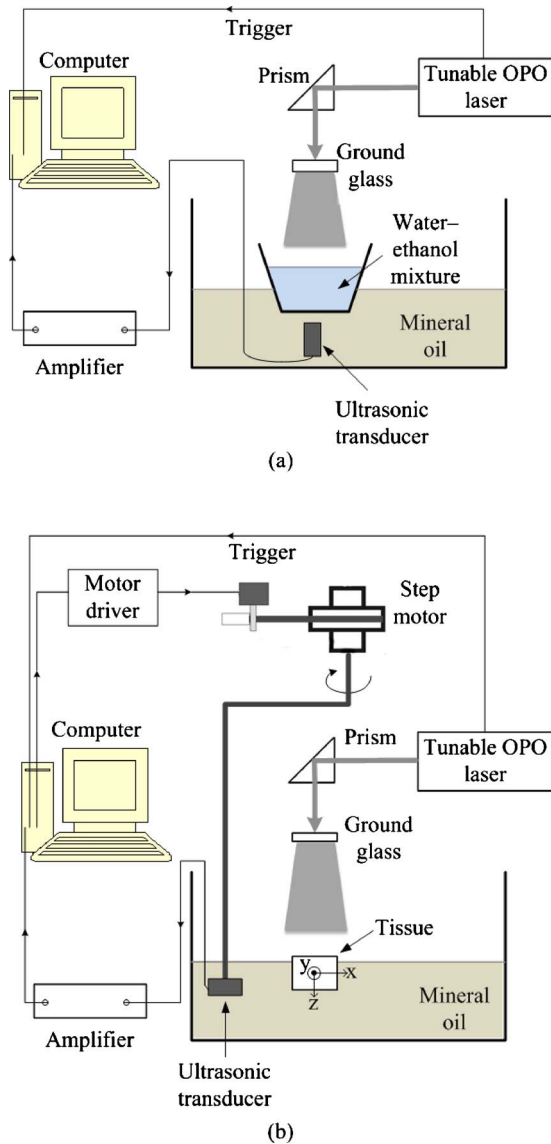 Trigger
Computer
Prism
Tunable OPO
laser
Ground
glass
Water–
ethanol
mixture
Mineral
oil
Amplifier
Ultrasonic
transducer
(a)
Trigger
Motor
driver
Step
motor
Computer
Prism
Tunable OPO
laser
Ground
glass
Tissue
y
x
z
Mineral
oil
Amplifier
Ultrasonic
transducer
(b)